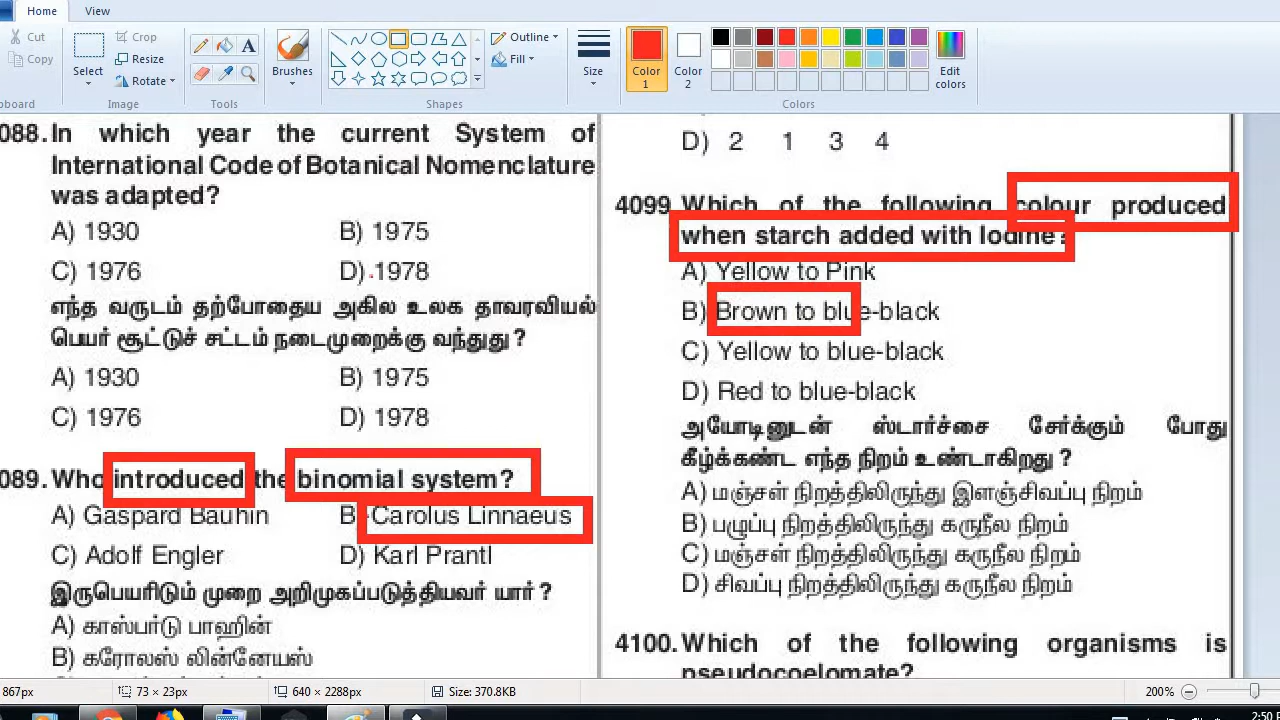 Home View
Cut
Copy
Crop
Resize
Rotate
Select
Image
A
Tools
Brushes
Outline
Fill
Shapes
Size
Color 1
Color 2
Edit colors
Colors
088. In which year the current System of
International Code of Botanical Nomenclature
was adapted?
A) 1930 B) 1975
C) 1976 D) 1978
எந்த வருடம் தற்போதைய அகில உலக தாவரவியல்
பெயர் சூட்டுச் சட்டம் நடைமுறைக்கு வந்துது ?
A) 1930 B) 1975
C) 1976 D) 1978
089. Who introduced the binomial system?
A) Gaspard Bauhin B Carolus Linnaeus
C) Adolf Engler D) Karl Prantl
இருபெயரிடும் முறை அறிமுகப்படுத்தியவர் யார் ?
A) காஸ்பர்டு பாஹின்
B) கரோலஸ் லின்னேயஸ்
D) 2 1 3 4
4099 Which of the following colour produced
when starch added with Iodine?
A) Yellow to Pink
B) Brown to blue-black
C) Yellow to blue-black
D) Red to blue-black
அயோடினுடன் ஸ்டார்ச்சை சேர்க்கும் போது
கீழ்க்கண்ட எந்த நிறம் உண்டாகிறது ?
A) மஞ்சள் நிறத்திலிருந்து இளஞ்சிவப்பு நிறம்
B) பழுப்பு நிறத்திலிருந்து கருநீல நிறம்
C) மஞ்சள் நிறத்திலிருந்து கருநீல நிறம்
D) சிவப்பு நிறத்திலிருந்து கருநீல நிறம்
4100. Which of the following organisms is
pseudocoelomate?
867px 73 × 23px 640 × 2288px Size: 370.8KB 200%
2:50